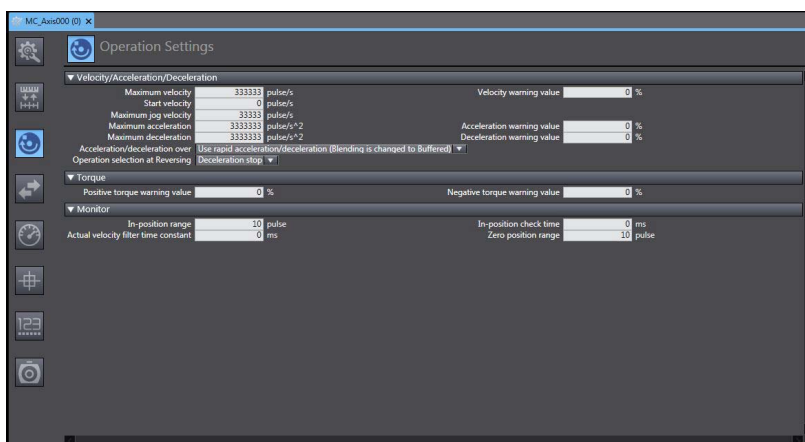 MC_Axis000 (0) ×
Operation Settings
▼ Velocity/Acceleration/Deceleration
Maximum velocity 333333 pulse/s Velocity warning value 0 %
Start velocity 0 pulse/s
Maximum jog velocity 33333 pulse/s
Maximum acceleration 3333333 pulse/s^2 Acceleration warning value 0 %
Maximum deceleration 3333333 pulse/s^2 Deceleration warning value 0 %
Acceleration/deceleration over Use rapid acceleration/deceleration (Blending is changed to Buffered) ▼
Operation selection at Reversing Deceleration stop ▼
▼ Torque
Positive torque warning value 0 % Negative torque warning value 0 %
▼ Monitor
In-position range 10 pulse In-position check time 0 ms
Actual velocity filter time constant 0 ms Zero position range 10 pulse
123